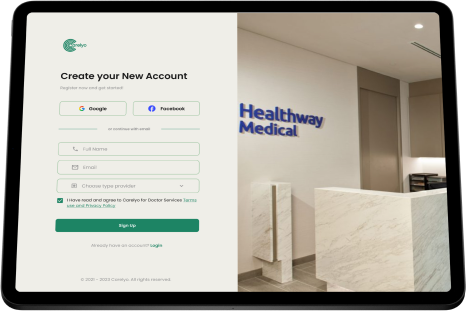 Carelyo
Create your New Account
Register now and get started!
Google
Facebook
or continue with email
Full Name
Email
Choose type provider
I Have read and agree to Carelyo for Doctor Services Terms
use and Privacy Policy
Sign Up
Already have an account? Login
© 2021 - 2023 Carelyo. All rights reserved.
Healthway
Medical